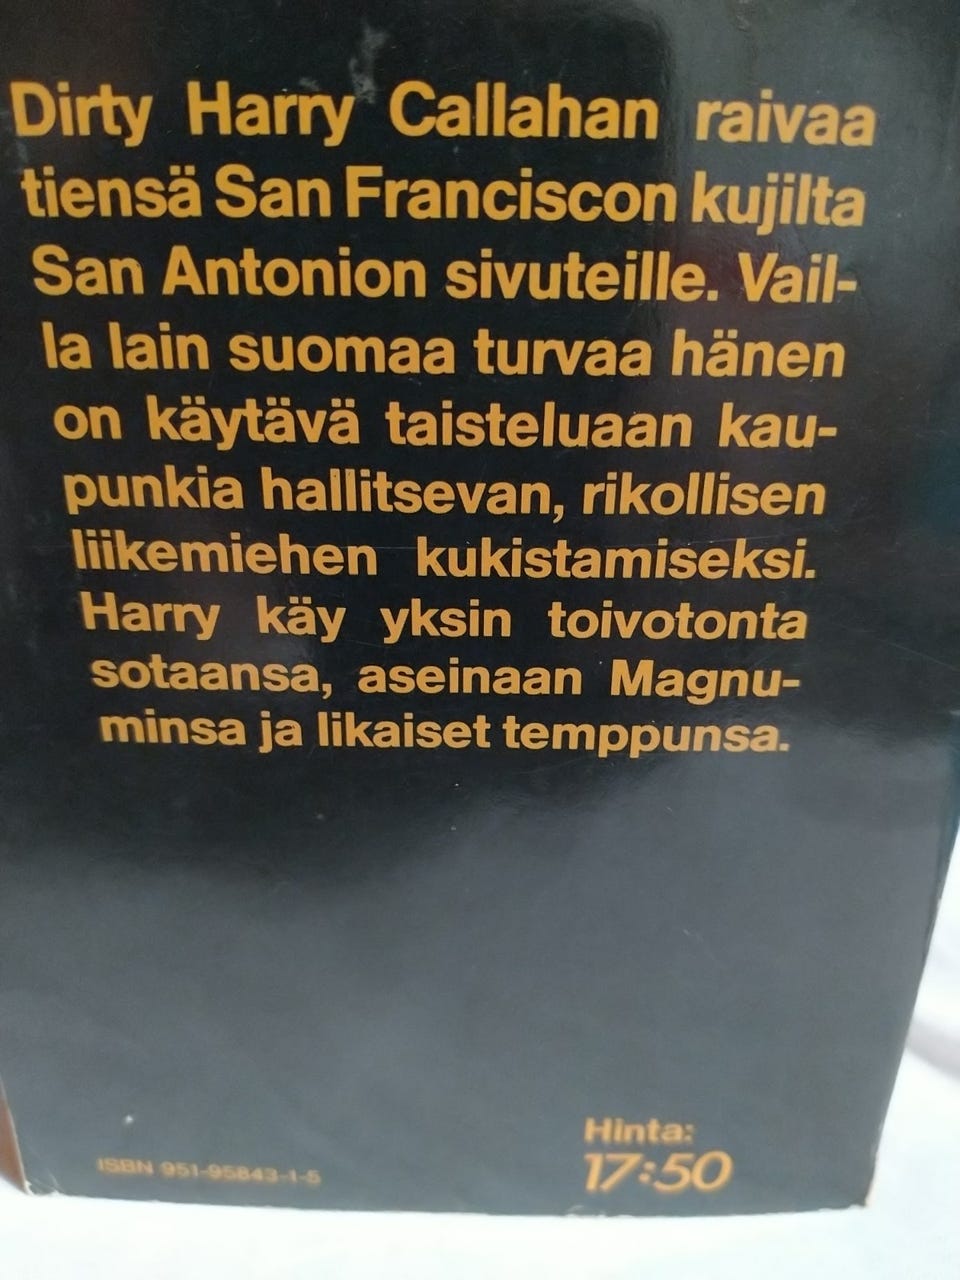 Dirty Harry Callahan raivaa
tiensä San Franciscon kujilta
San Antonion sivuteille. Vail-
la lain suomaa turvaa hänen
on käytävä taisteluaan kau-
punkia hallitsevan, rikollisen
liikemiehen kukistamiseksi.
Harry käy yksin toivotonta
sotaansa, aseinaan Magnu-
minsa ja likaiset temppunsa.
Hinta:
17:50
ISBN 951-95843-1-5